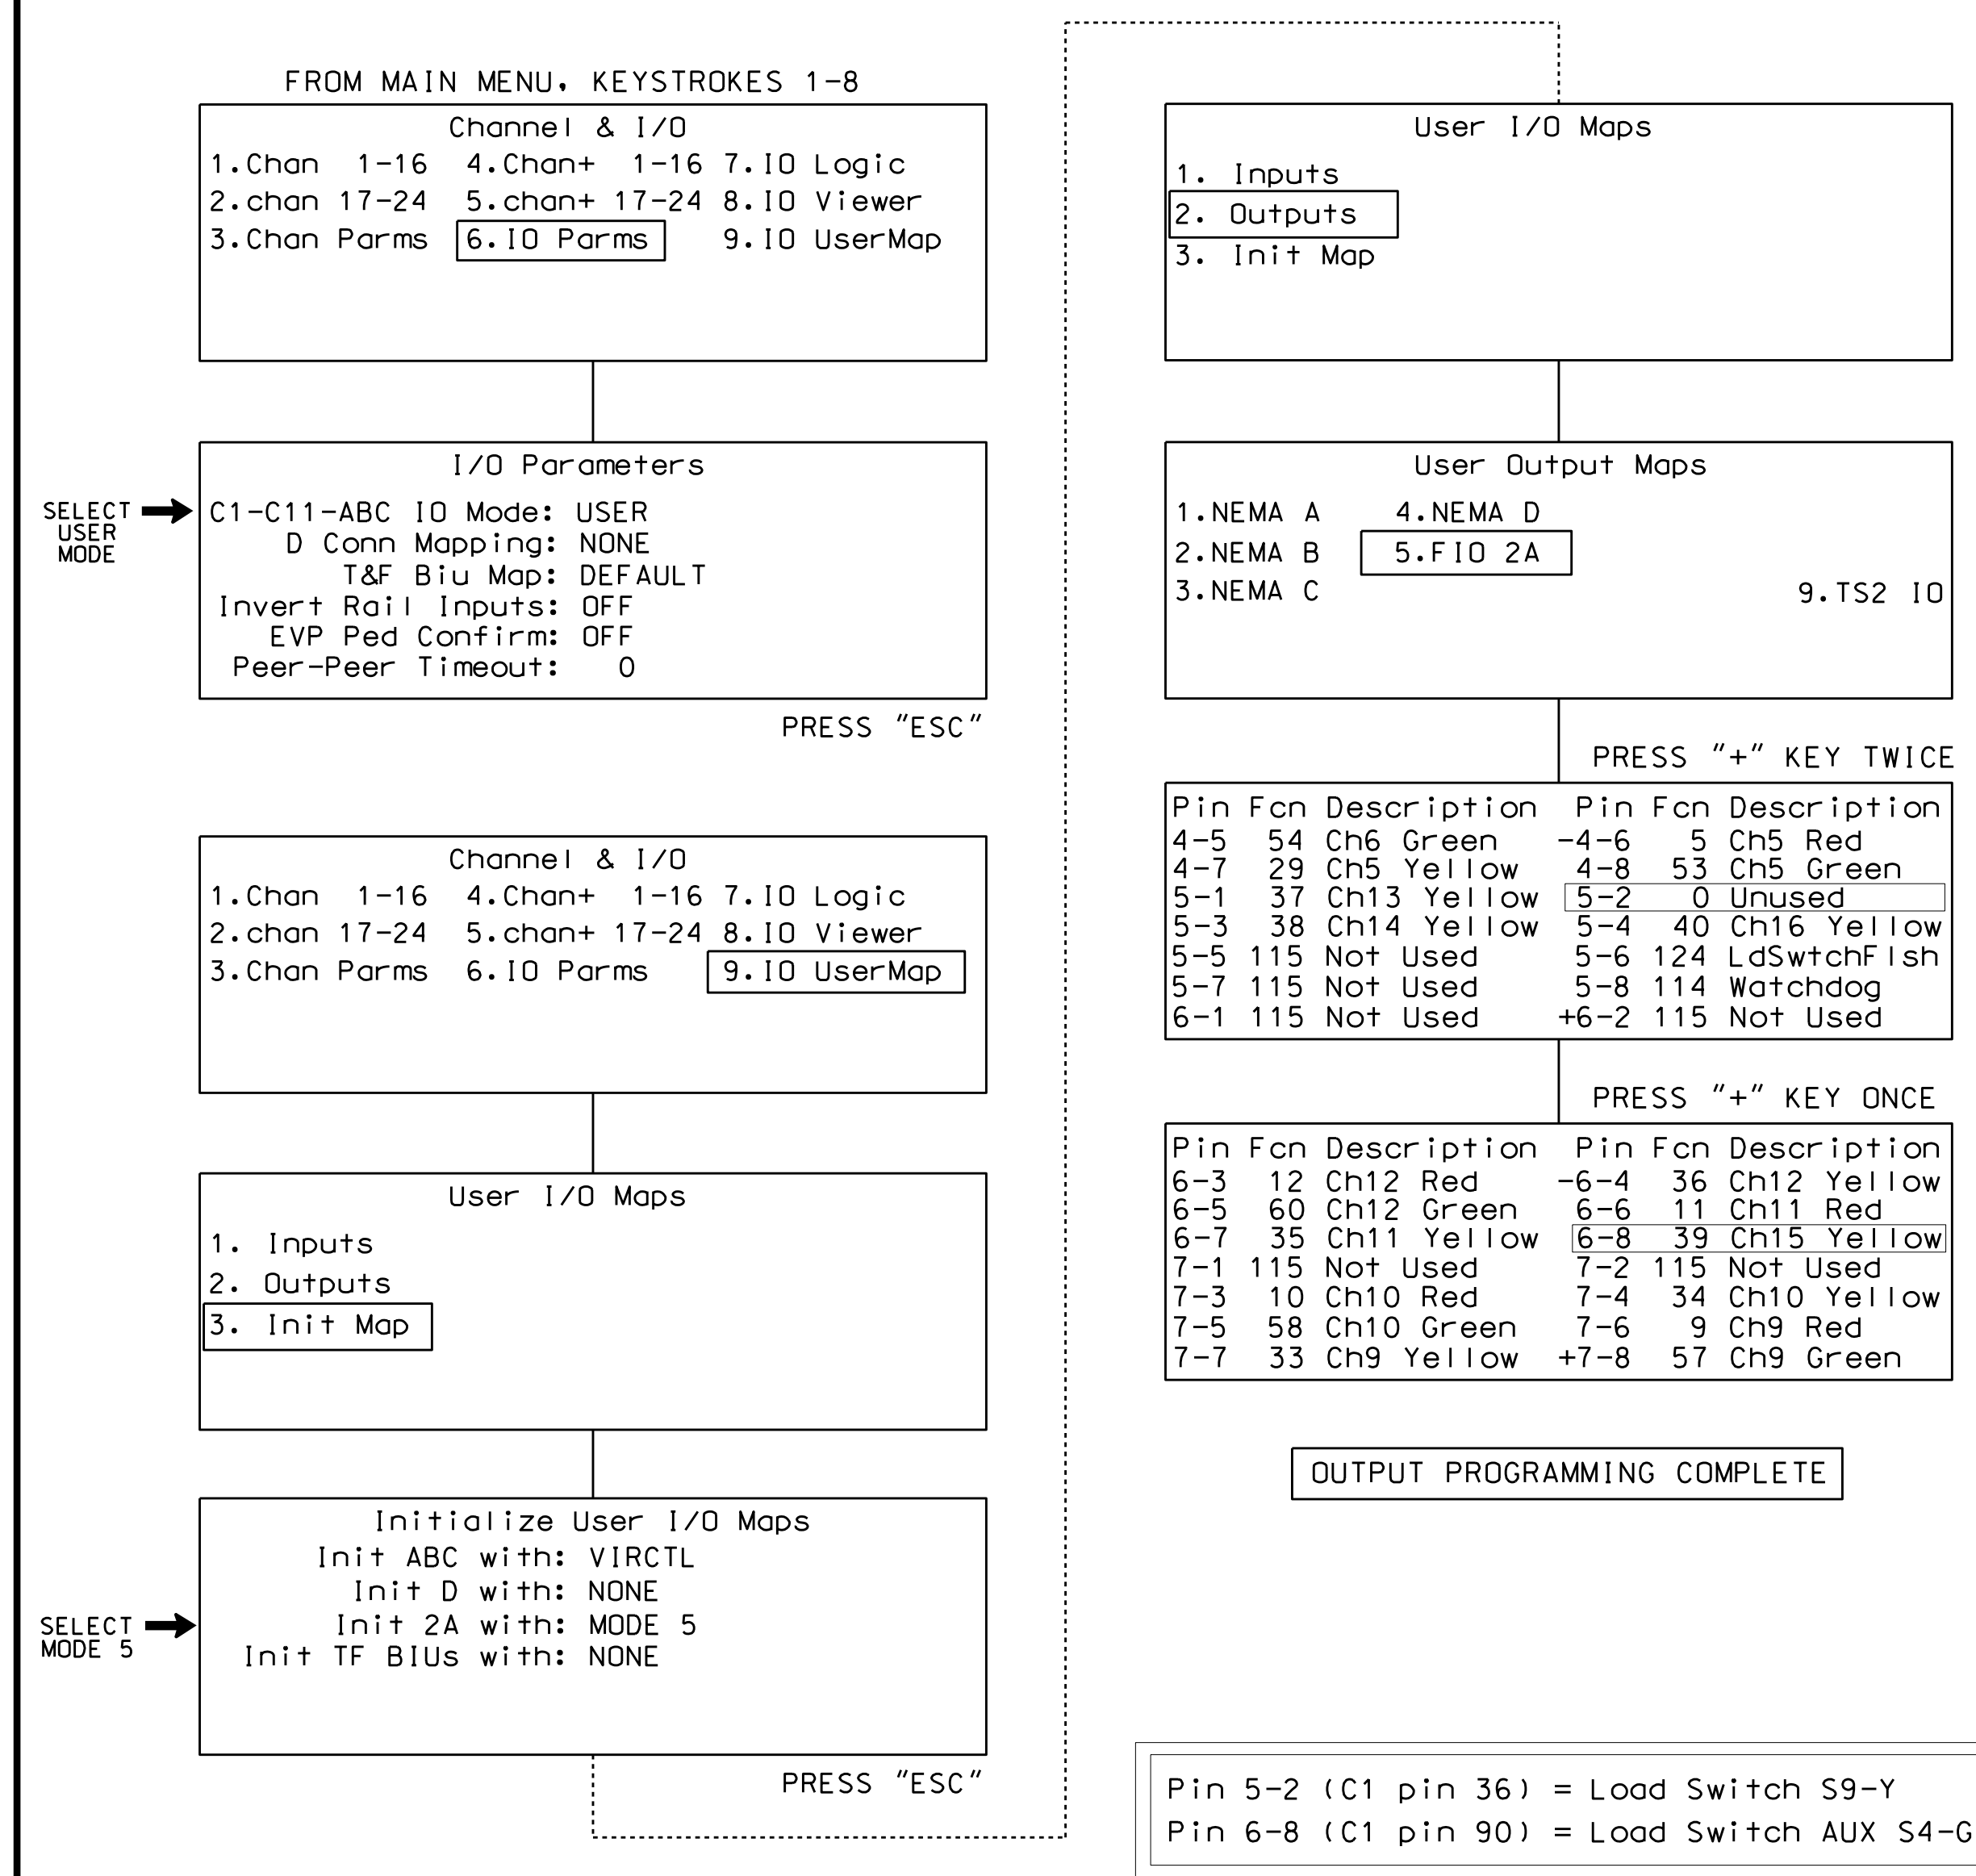 FROM MAIN MENU, KEYSTROKES 1-8
Channel & I/O
1.Chan 1-16 4.Chan+ 1-16 7.IO Logic
2.chan 17-24 5.chan+ 17-24 8.IO Viewer
3.Chan Parms 6.IO Parms 9.IO UserMap
I/O Parameters
SELECT
USER
MODE
C1-C11-ABC IO Mode: USER
D Conn Mapping: NONE
T&F Biu Map: DEFAULT
Invert Rail Inputs: OFF
EVP Ped Confirm: OFF
Peer-Peer Timeout: 0
PRESS "ESC"
Channel & I/O
1.Chan 1-16 4.Chan+ 1-16 7.IO Logic
2.chan 17-24 5.chan+ 17-24 8.IO Viewer
3.Chan Parms 6.IO Parms 9.IO UserMap
User I/O Maps
1. Inputs
2. Outputs
3. Init Map
Initialize User I/O Maps
Init ABC with: VIRCTL
Init D with: NONE
SELECT
MODE 5
Init 2A with: MODE 5
Init TF BIUs with: NONE
PRESS "ESC"
User I/O Maps
1. Inputs
2. Outputs
3. Init Map
User Output Maps
1.NEMA A 4.NEMA D
2.NEMA B 5.FIO 2A
3.NEMA C 9.TS2 IO
PRESS "+" KEY TWICE
Pin Fcn Description Pin Fcn Description
4-5 54 Ch6 Green -4-6 5 Ch5 Red
4-7 29 Ch5 Yellow 4-8 53 Ch5 Green
5-1 37 Ch13 Yellow 5-2 0 Unused
5-3 38 Ch14 Yellow 5-4 40 Ch16 Yellow
5-5 115 Not Used 5-6 124 LdSwtchFlsh
5-7 115 Not Used 5-8 114 Watchdog
6-1 115 Not Used +6-2 115 Not Used
PRESS "+" KEY ONCE
Pin Fcn Description Pin Fcn Description
6-3 12 Ch12 Red -6-4 36 Ch12 Yellow
6-5 60 Ch12 Green 6-6 11 Ch11 Red
6-7 35 Ch11 Yellow 6-8 39 Ch15 Yellow
7-1 115 Not Used 7-2 115 Not Used
7-3 10 Ch10 Red 7-4 34 Ch10 Yellow
7-5 58 Ch10 Green 7-6 9 Ch9 Red
7-7 33 Ch9 Yellow +7-8 57 Ch9 Green
OUTPUT PROGRAMMING COMPLETE
Pin 5-2 (C1 pin 36) = Load Switch S9-Y
Pin 6-8 (C1 pin 90) = Load Switch AUX S4-G